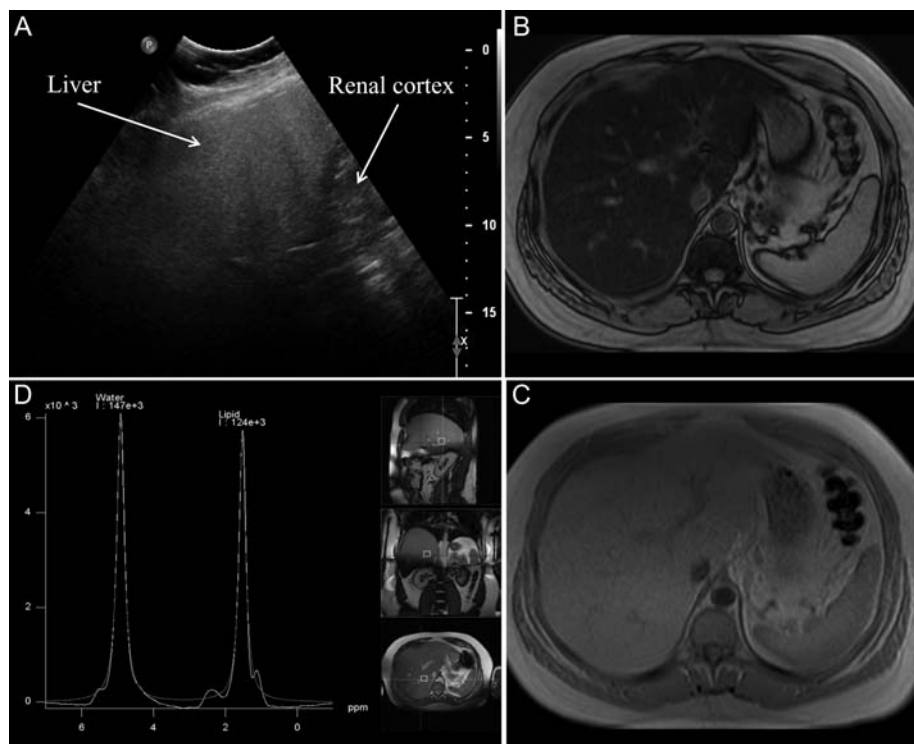 A
P
Liver
Renal cortex
0
5
10
15
X
B
D
x10 ^ 3
Water
I : 147e+3
Lipid
I : 124e+3
6
4
2
0
6
4
2
0
ppm
C